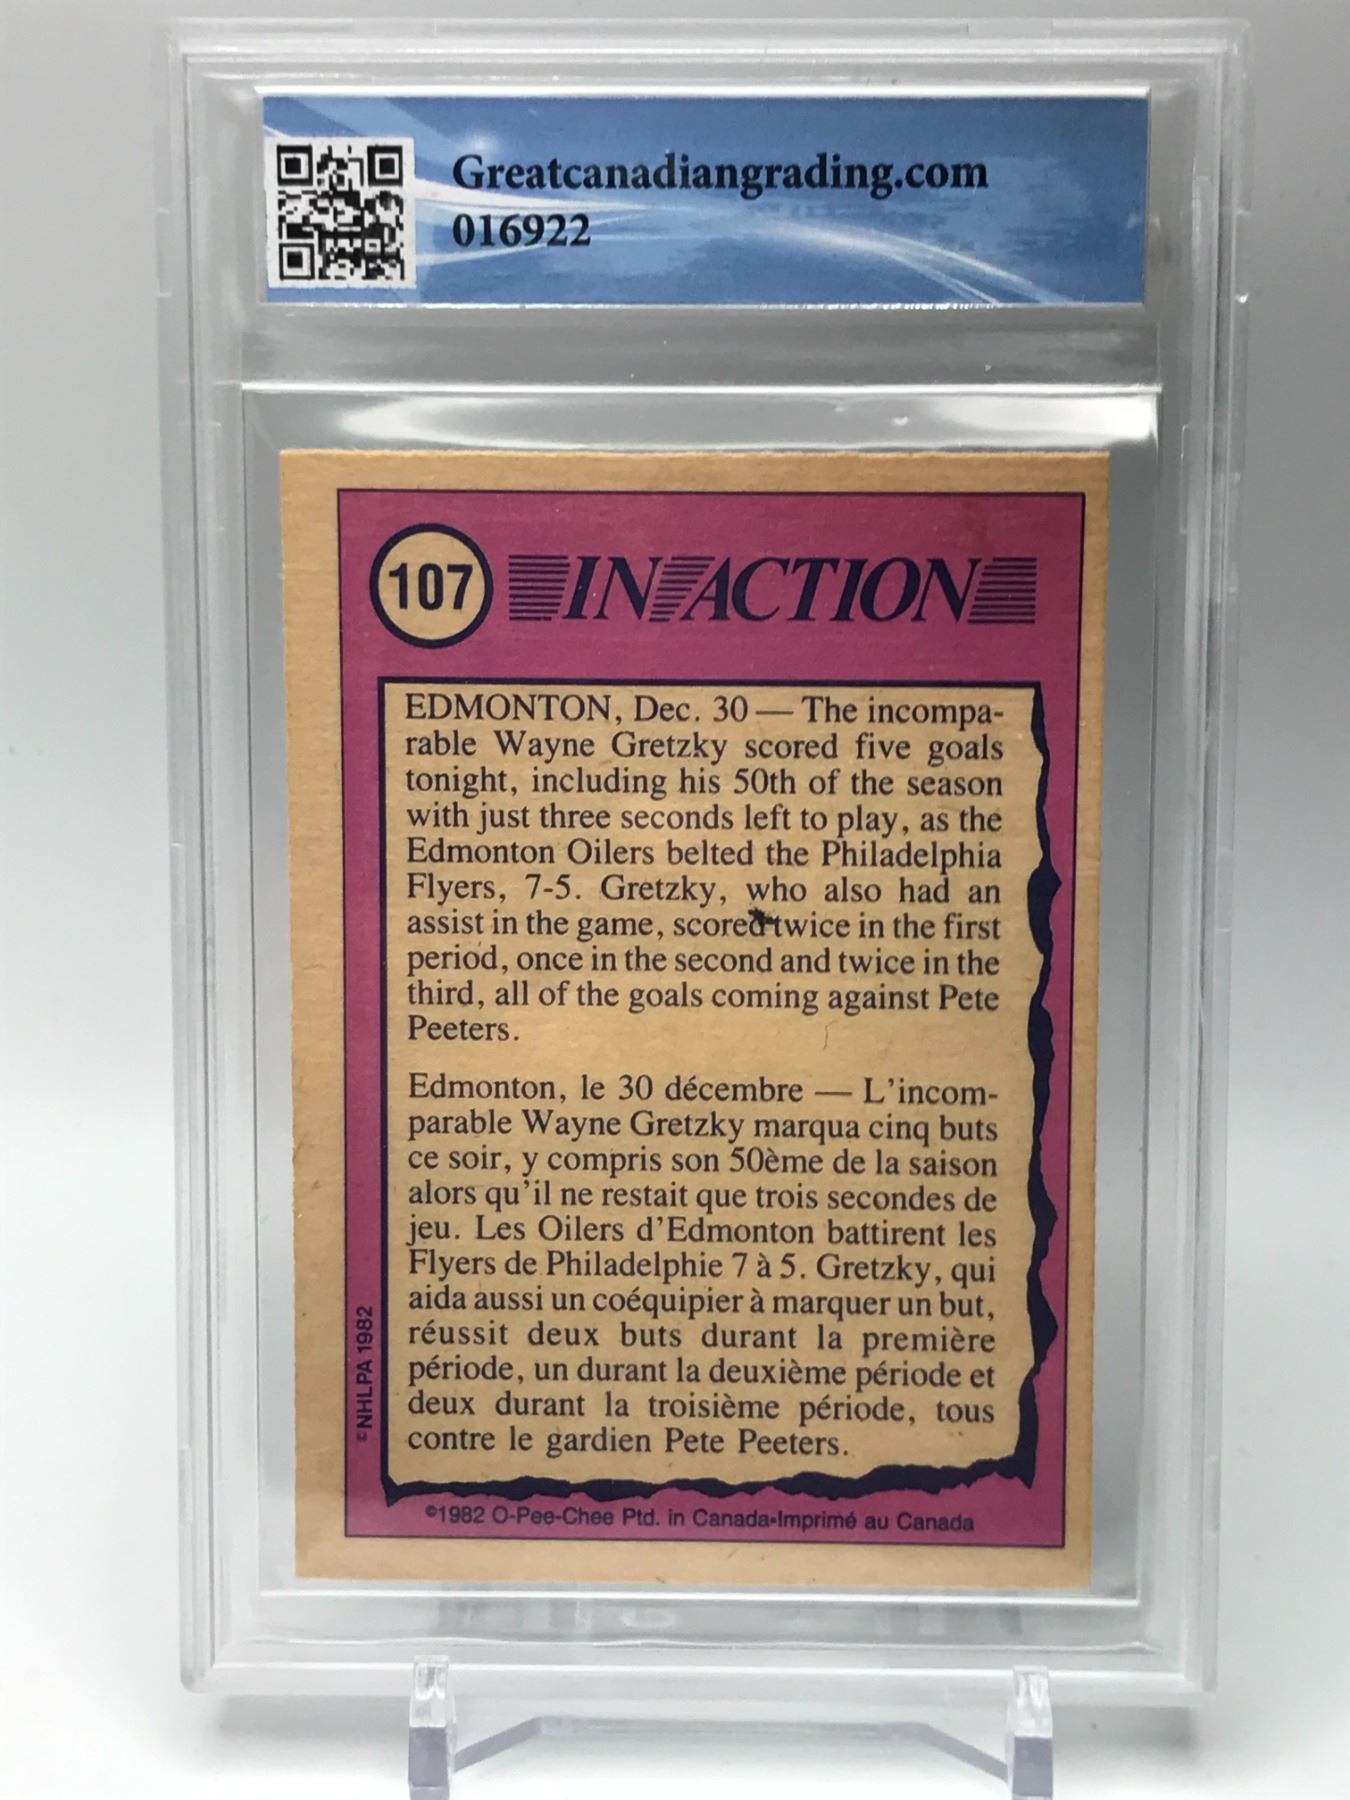 Greatcanadiangrading.com
016922
107 IN ACTION
EDMONTON, Dec. 30 — The incompa-
rable Wayne Gretzky scored five goals
tonight, including his 50th of the season
with just three seconds left to play, as the
Edmonton Oilers belted the Philadelphia
Flyers, 7-5. Gretzky, who also had an
assist in the game, scored twice in the first
period, once in the second and twice in the
third, all of the goals coming against Pete
Peeters.
Edmonton, le 30 décembre — L'incom-
parable Wayne Gretzky marqua cinq buts
ce soir, y compris son 50ème de la saison
alors qu'il ne restait que trois secondes de
jeu. Les Oilers d'Edmonton battirent les
Flyers de Philadelphie 7 à 5. Gretzky, qui
aida aussi un coéquipier à marquer un but,
réussit deux buts durant la première
période, un durant la deuxième période et
deux durant la troisième période, tous
contre le gardien Pete Peeters.
©NHLPA 1982
©1982 O-Pee-Chee Ptd. in Canada-Imprimé au Canada